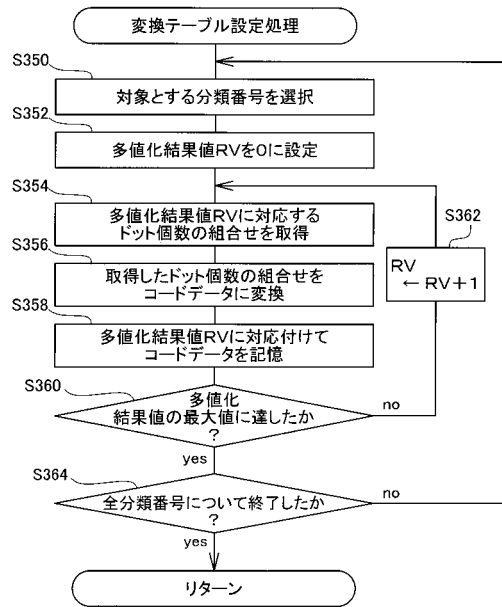 変換テーブル設定処理
S350
対象とする分類番号を選択
S352
多値化結果値RVを0に設定
S354
多値化結果値RVに対応する
ドット個数の組合せを取得
S362
RV
← RV+1
S356
取得したドット個数の組合せを
コードデータに変換
S358
多値化結果値RVに対応付けて
コードデータを記憶
S360
多値化
結果値の最大値に達したか
?
no
yes
S364
全分類番号について終了したか
?
no
yes
リターン